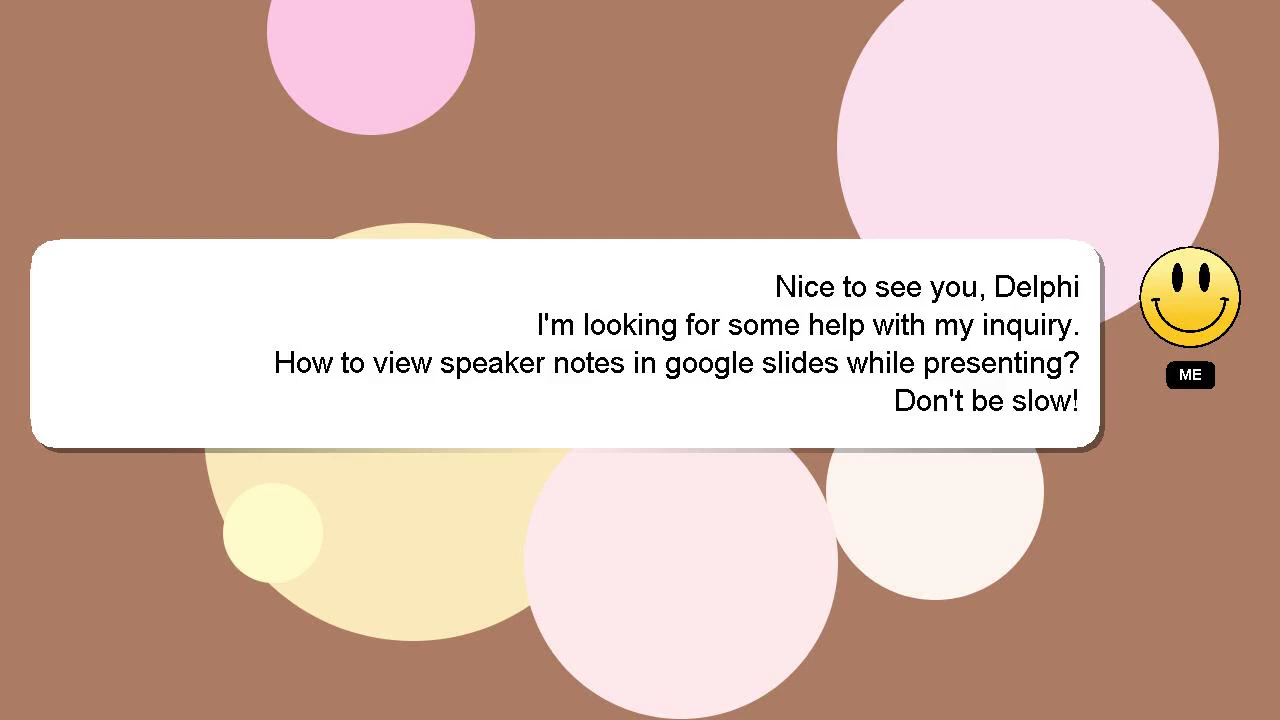 Nice to see you, Delphi
I'm looking for some help with my inquiry.
How to view speaker notes in google slides while presenting?
Don't be slow!
ME